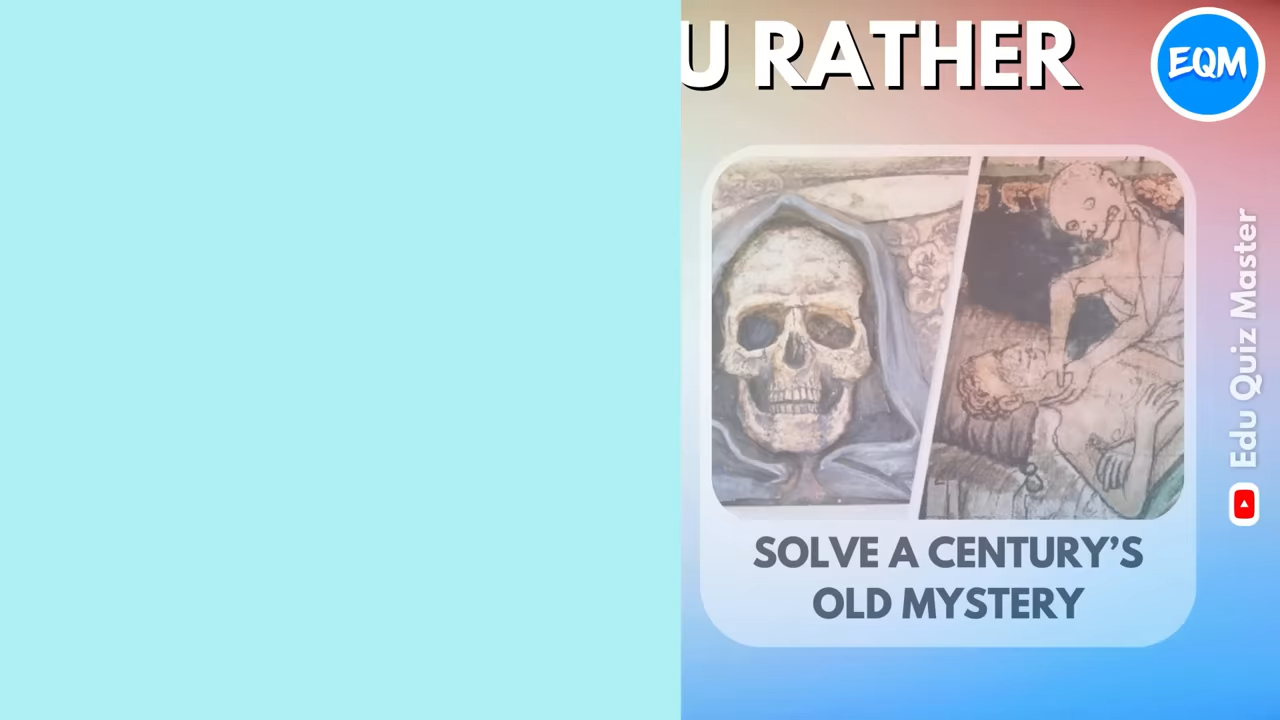 U RATHER
EQM
SOLVE A CENTURY’S
OLD MYSTERY
Edu Quiz Master